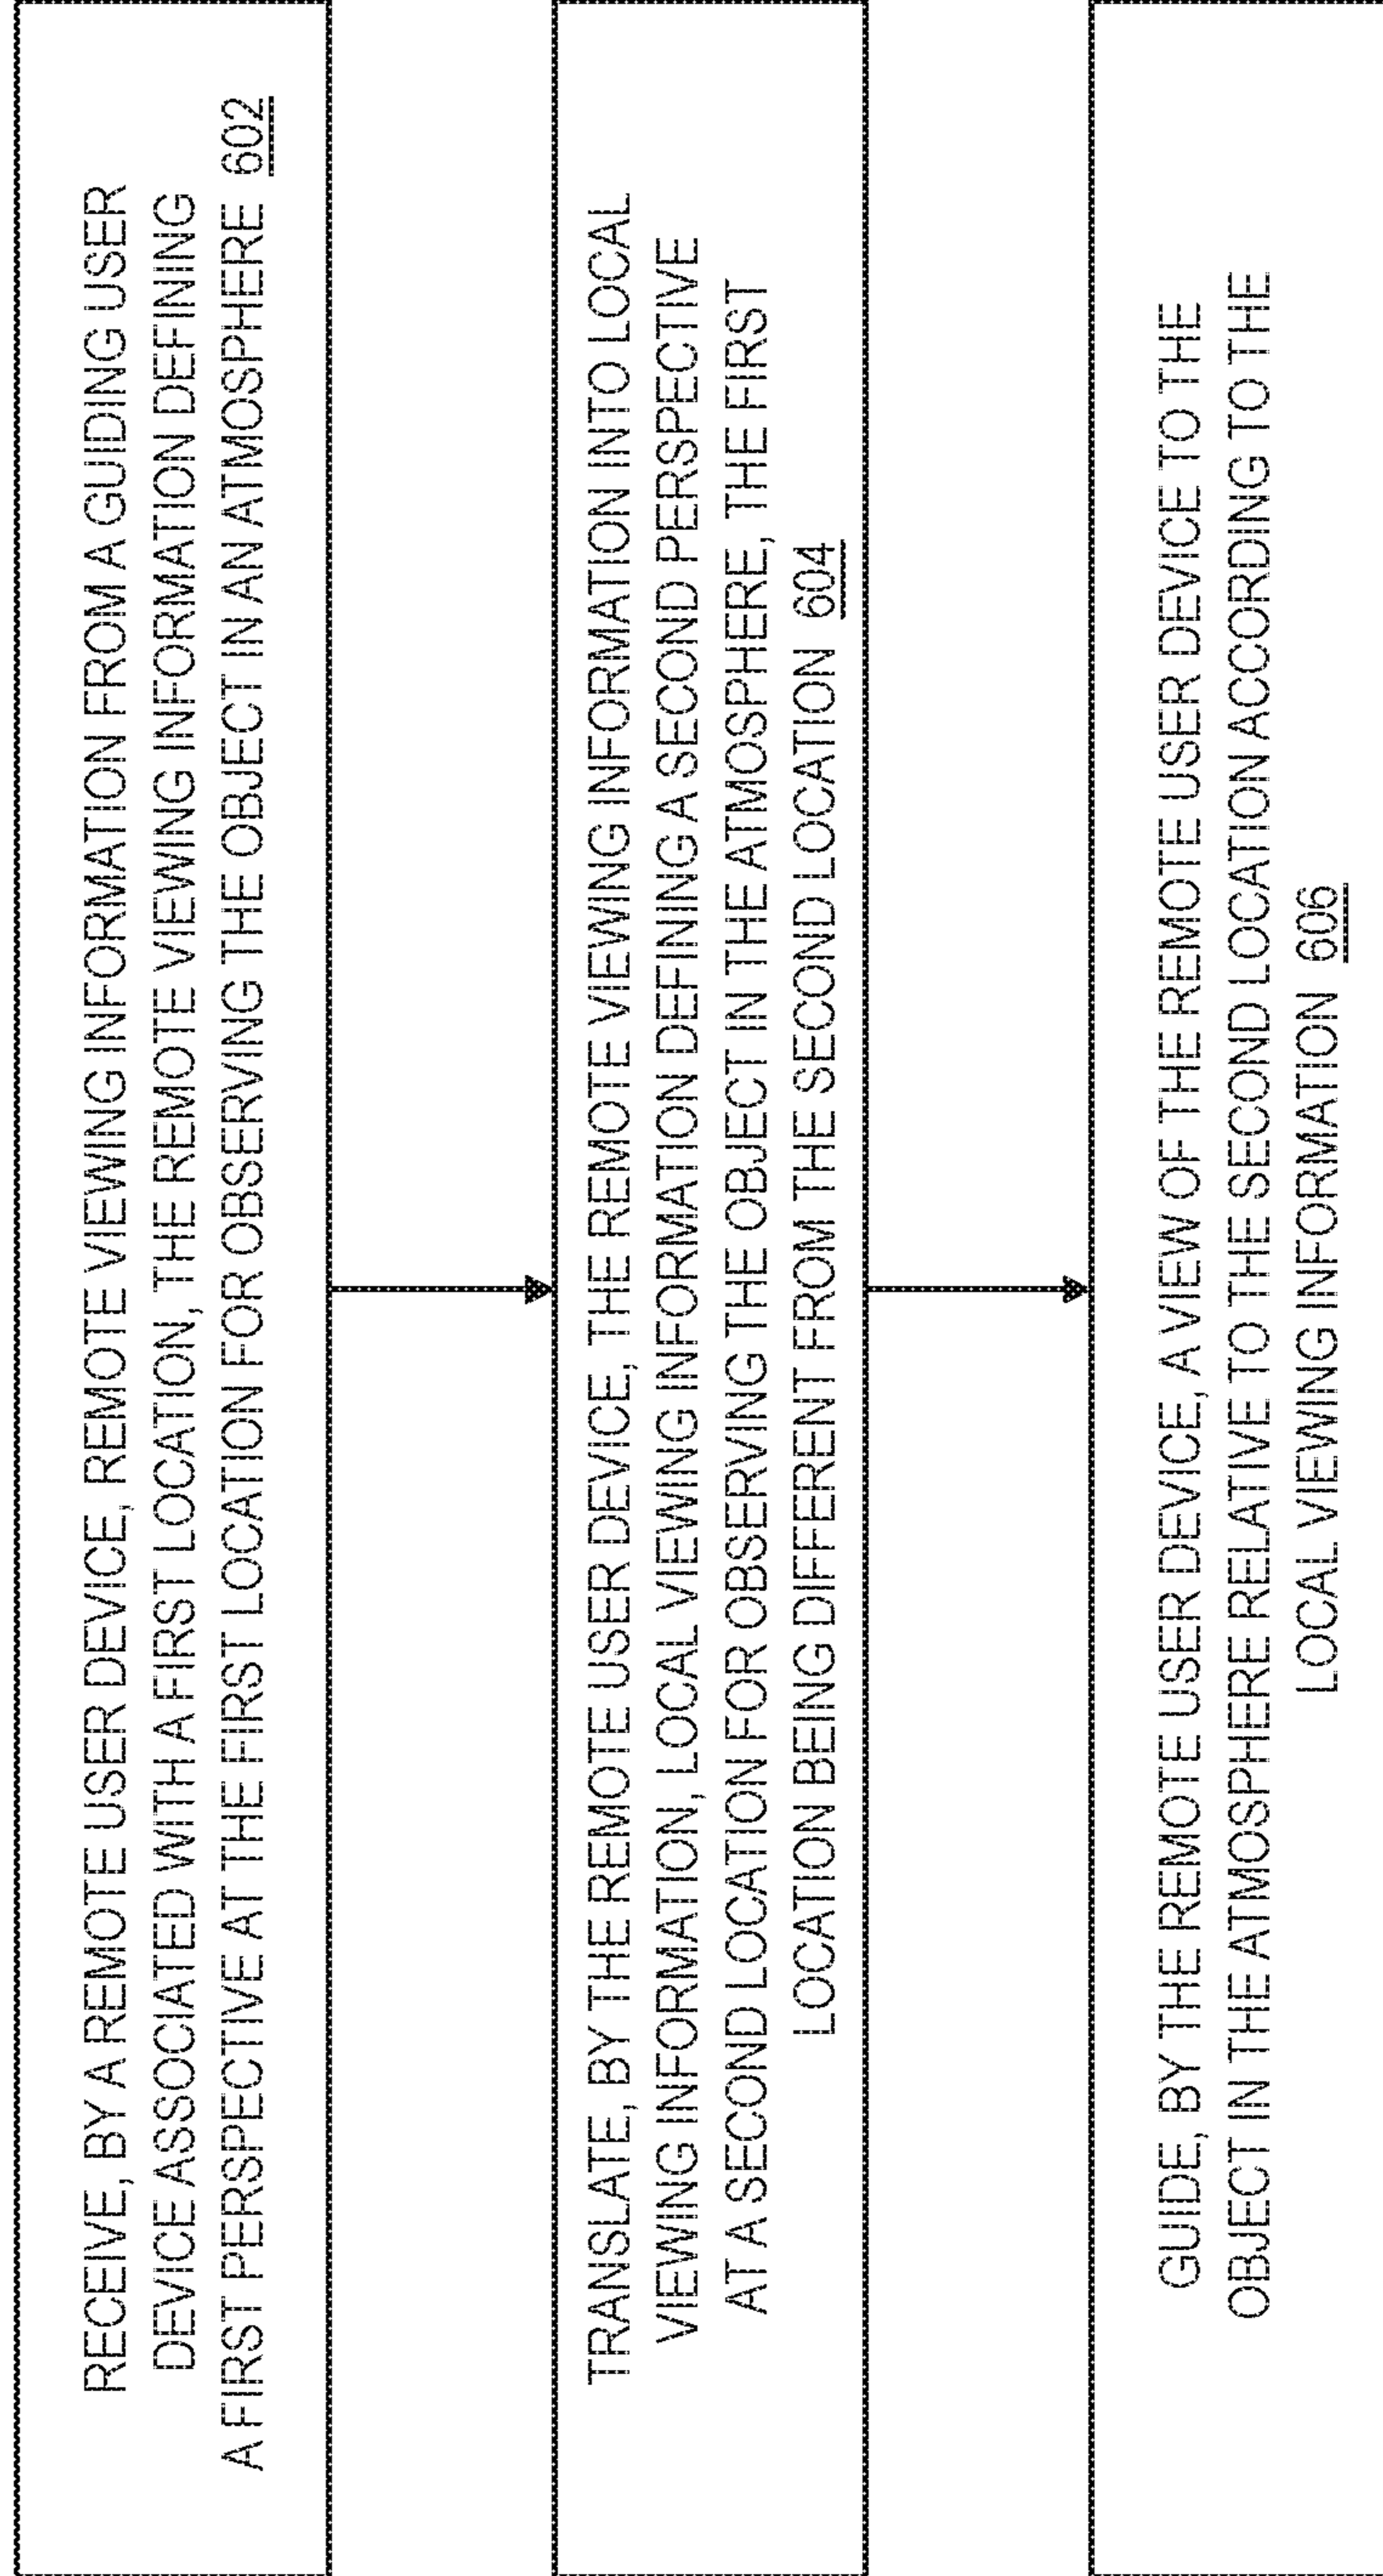 RECEIVE, BY A REMOTE USER DEVICE, REMOTE VIEWING INFORMATION FROM A GUIDING USER
DEVICE ASSOCIATED WITH A FIRST LOCATION, THE REMOTE VIEWING INFORMATION DEFINING
A FIRST PERSPECTIVE AT THE FIRST LOCATION FOR OBSERVING THE OBJECT IN AN ATMOSPHERE 602
TRANSLATE, BY THE REMOTE USER DEVICE, THE REMOTE VIEWING INFORMATION INTO LOCAL
VIEWING INFORMATION, LOCAL VIEWING INFORMATION DEFINING A SECOND PERSPECTIVE
AT A SECOND LOCATION FOR OBSERVING THE OBJECT IN THE ATMOSPHERE, THE FIRST
LOCATION BEING DIFFERENT FROM THE SECOND LOCATION 604
GUIDE, BY THE REMOTE USER DEVICE, A VIEW OF THE REMOTE USER DEVICE TO THE
OBJECT IN THE ATMOSPHERE RELATIVE TO THE SECOND LOCATION ACCORDING TO THE
LOCAL VIEWING INFORMATION 606